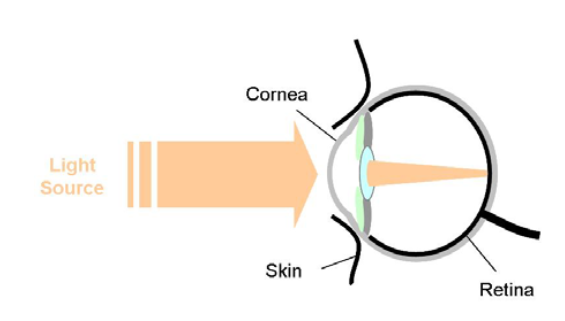 Cornea
Light
Source
Skin
Retina